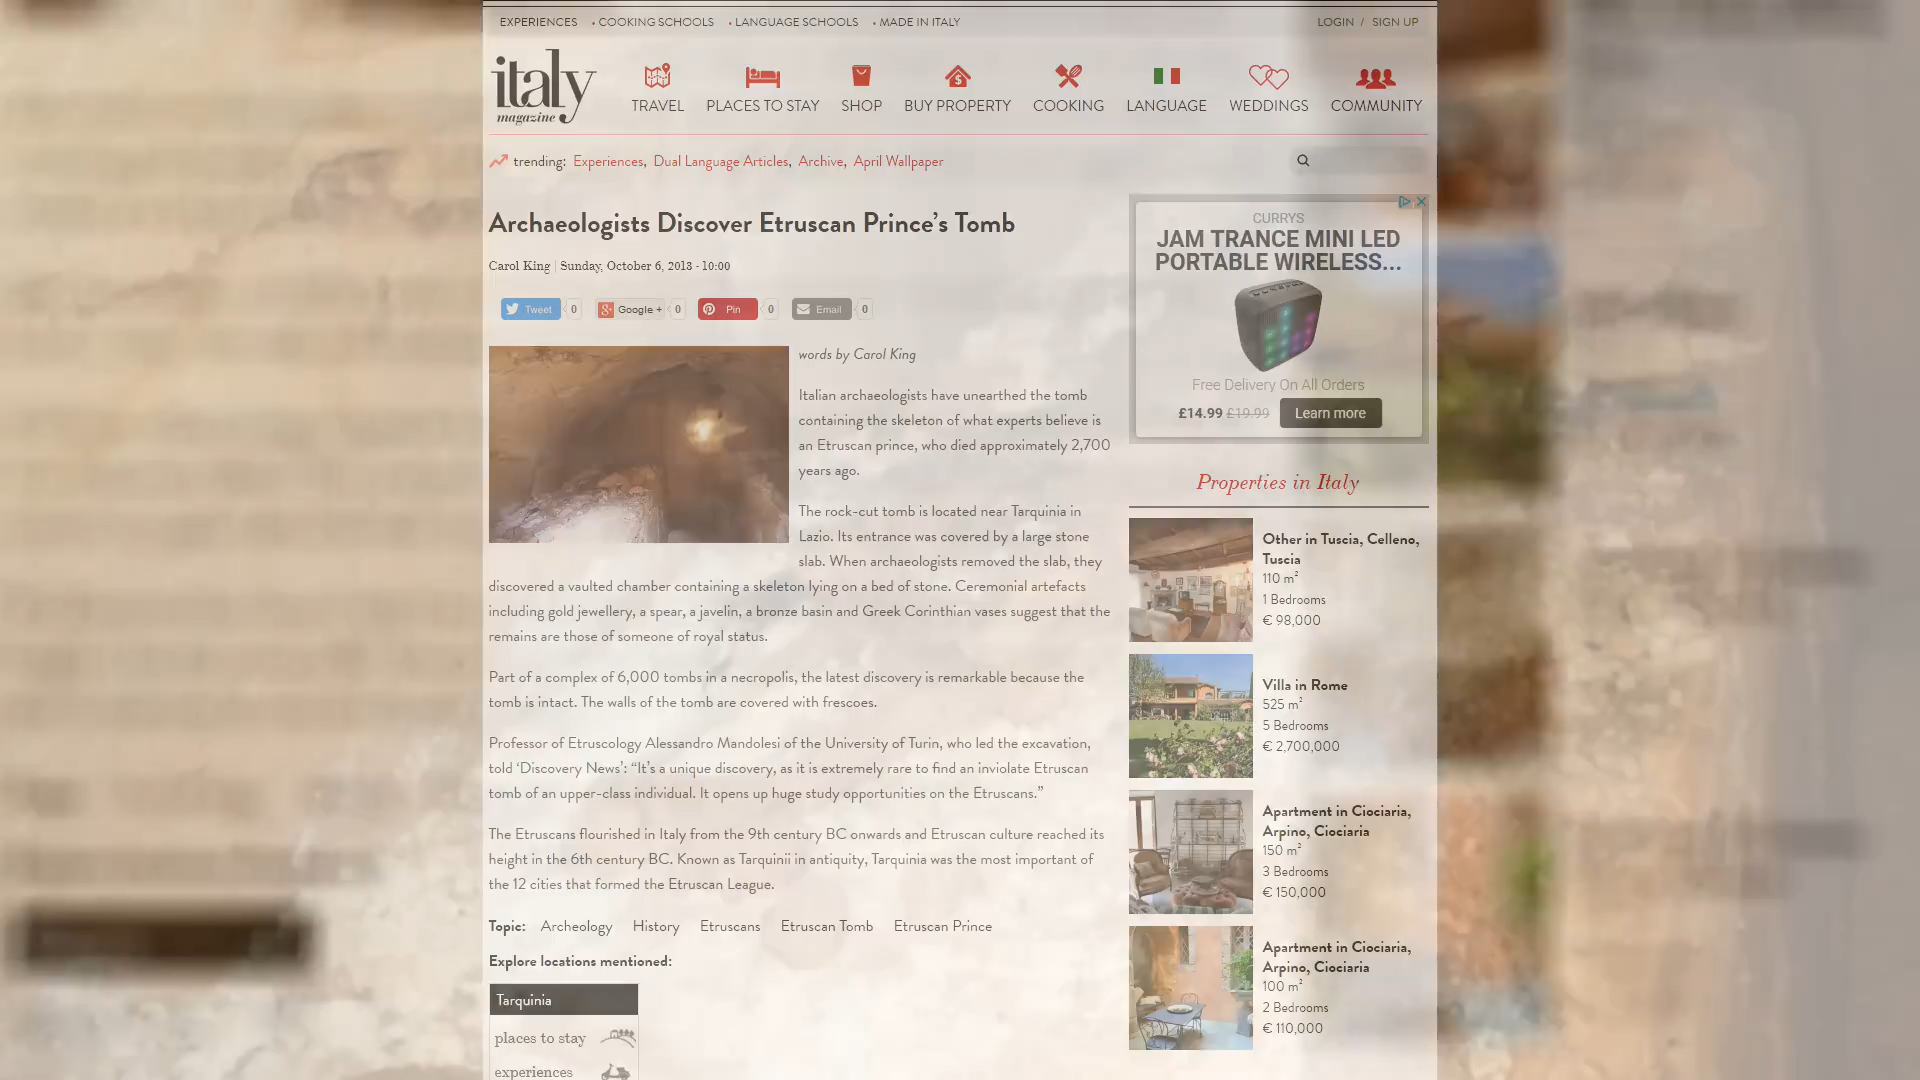 EXPERIENCES • COOKING SCHOOLS • LANGUAGE SCHOOLS • MADE IN ITALY
LOGIN / SIGN UP
italy
magazine
TRAVEL PLACES TO STAY SHOP BUY PROPERTY COOKING LANGUAGE WEDDINGS COMMUNITY
trending: Experiences, Dual Language Articles, Archive, April Wallpaper
Archaeologists Discover Etruscan Prince’s Tomb
Carol King | Sunday, October 6, 2013 - 10:00
Tweet 0 Google + 0 Pin 0 Email 0
words by Carol King
Italian archaeologists have unearthed the tomb
containing the skeleton of what experts believe is
an Etruscan prince, who died approximately 2,700
years ago.
The rock-cut tomb is located near Tarquinia in
Lazio. Its entrance was covered by a large stone
slab. When archaeologists removed the slab, they
discovered a vaulted chamber containing a skeleton lying on a bed of stone. Ceremonial artefacts
including gold jewellery, a spear, a javelin, a bronze basin and Greek Corinthian vases suggest that the
remains are those of someone of royal status.
Part of a complex of 6,000 tombs in a necropolis, the latest discovery is remarkable because the
tomb is intact. The walls of the tomb are covered with frescoes.
Professor of Etruscology Alessandro Mandolesi of the University of Turin, who led the excavation,
told ‘Discovery News’: “It’s a unique discovery, as it is extremely rare to find an inviolate Etruscan
tomb of an upper-class individual. It opens up huge study opportunities on the Etruscans.”
The Etruscans flourished in Italy from the 9th century BC onwards and Etruscan culture reached its
height in the 6th century BC. Known as Tarquinii in antiquity, Tarquinia was the most important of
the 12 cities that formed the Etruscan League.
Topic: Archeology History Etruscans Etruscan Tomb Etruscan Prince
Explore locations mentioned:
Tarquinia
places to stay
experiences
CURRYS
JAM TRANCE MINI LED
PORTABLE WIRELESS...
Free Delivery On All Orders
£14.99 £19.99 Learn more
Properties in Italy
Other in Tuscia, Celleno,
Tuscia
110 m²
1 Bedrooms
€ 98,000
Villa in Rome
525 m²
5 Bedrooms
€ 2,700,000
Apartment in Ciociaria,
Arpino, Ciociaria
150 m²
3 Bedrooms
€ 150,000
Apartment in Ciociaria,
Arpino, Ciociaria
100 m²
2 Bedrooms
€ 110,000